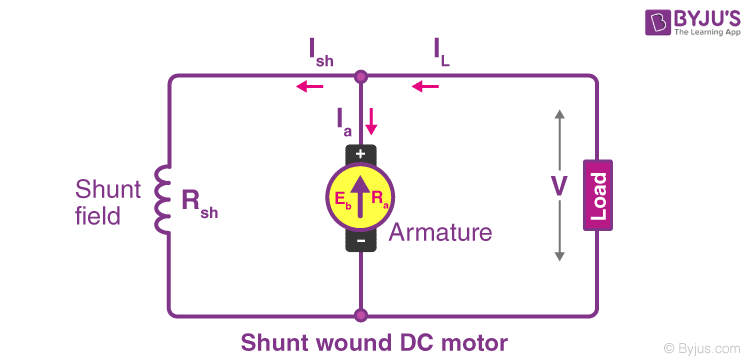 BYJU'S
The Learning App
Ish
IL
Ia
+
Shunt
field
Rsh
Eb Ra
V
Load
–
Armature
Shunt wound DC motor
© Byjus.com